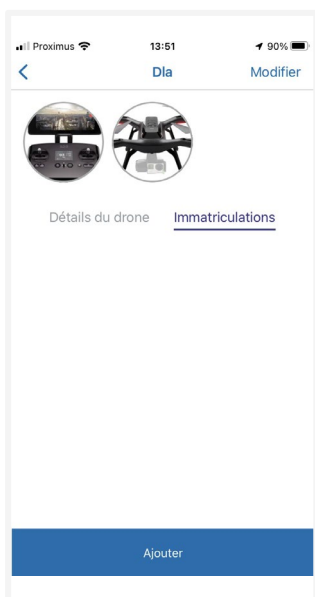 Proximus 13:51 90%
Dla Modifier
Détails du drone Immatriculations
Ajouter